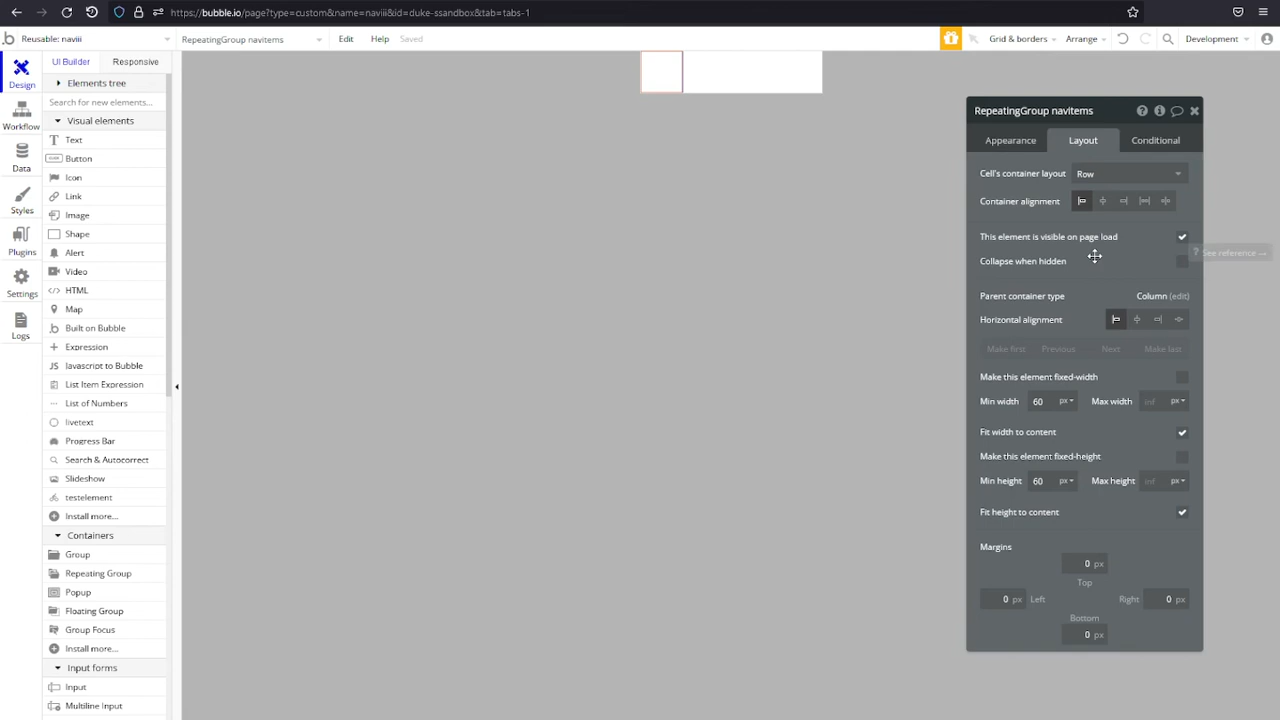 https://bubble.io/page?type=custom&name=naviii&id=duke-ssandbox&tab=tabs-1
Reusable: naviii
RepeatingGroup navitems
Edit
Help
Saved
Grid & borders
Arrange
Development
UI Builder
Responsive
Design
Workflow
Data
Styles
Plugins
Settings
Logs
Elements tree
Search for new elements...
Visual elements
Text
Button
Icon
Link
Image
Shape
Alert
Video
</> HTML
Map
Built on Bubble
Expression
JS Javascript to Bubble
List Item Expression
List of Numbers
livetext
Progress Bar
Search & Autocorrect
Slideshow
testelement
Install more...
Containers
Group
Repeating Group
Popup
Floating Group
Group Focus
Install more...
Input forms
Input
Multiline Input
RepeatingGroup navitems
Appearance
Layout
Conditional
Cell's container layout Row
Container alignment
This element is visible on page load
? See reference →
Collapse when hidden
Parent container type Column (edit)
Horizontal alignment
Make first Previous Next Make last
Make this element fixed-width
Min width 60 px Max width inf px
Fit width to content
Make this element fixed-height
Min height 60 px Max height inf px
Fit height to content
Margins
0 px
Top
0 px Left Right 0 px
Bottom
0 px